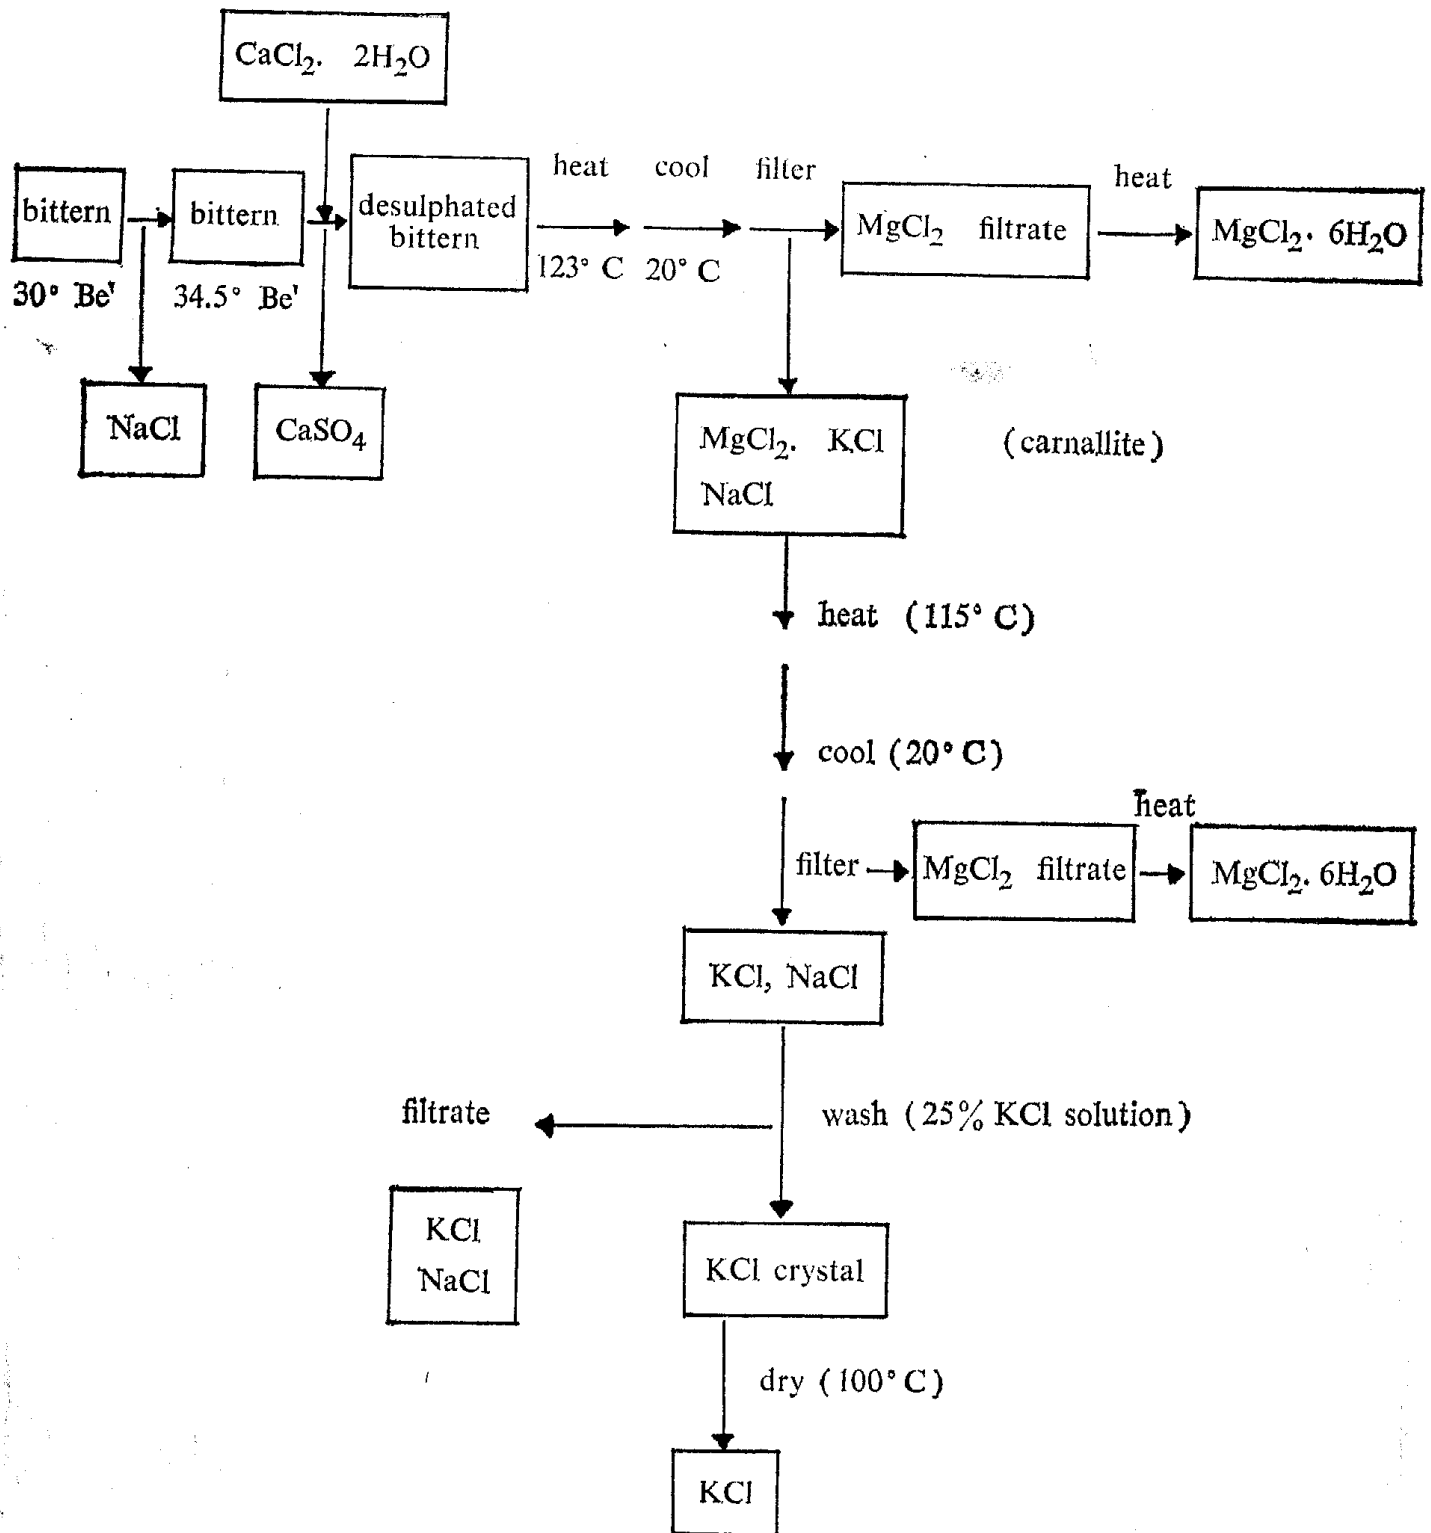 CaCl₂. 2H₂O
bittern
bittern
desulphated
bittern
heat
cool
filter
MgCl₂ filtrate
heat
MgCl₂. 6H₂O
30° Be'
34.5° Be'
123° C
20° C
NaCl
CaSO₄
MgCl₂. KCl
NaCl
(carnallite)
heat (115° C)
cool (20° C)
filter
MgCl₂ filtrate
heat
MgCl₂. 6H₂O
KCl, NaCl
filtrate
wash (25% KCl solution)
KCl
NaCl
KCl crystal
dry (100° C)
KCl